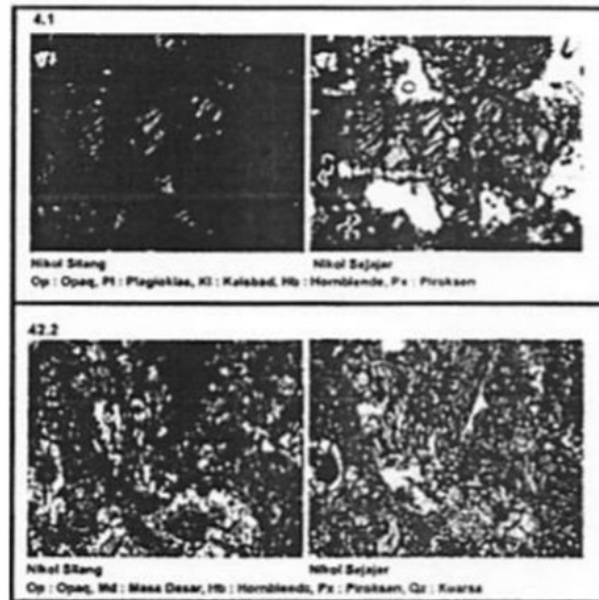 4.1
Nikol Silang
Nikol Sejajar
Op : Opaq, Pl : Plagioklas, Kl : Kalsbad, Hb : Hornblende, Px : Piroksen
42.2
Nikol Silang
Nikol Sejajar
Op : Opaq, Md : Masa Dasar, Hb : Hornblende, Px : Piroksen, Qz : Kuarsa